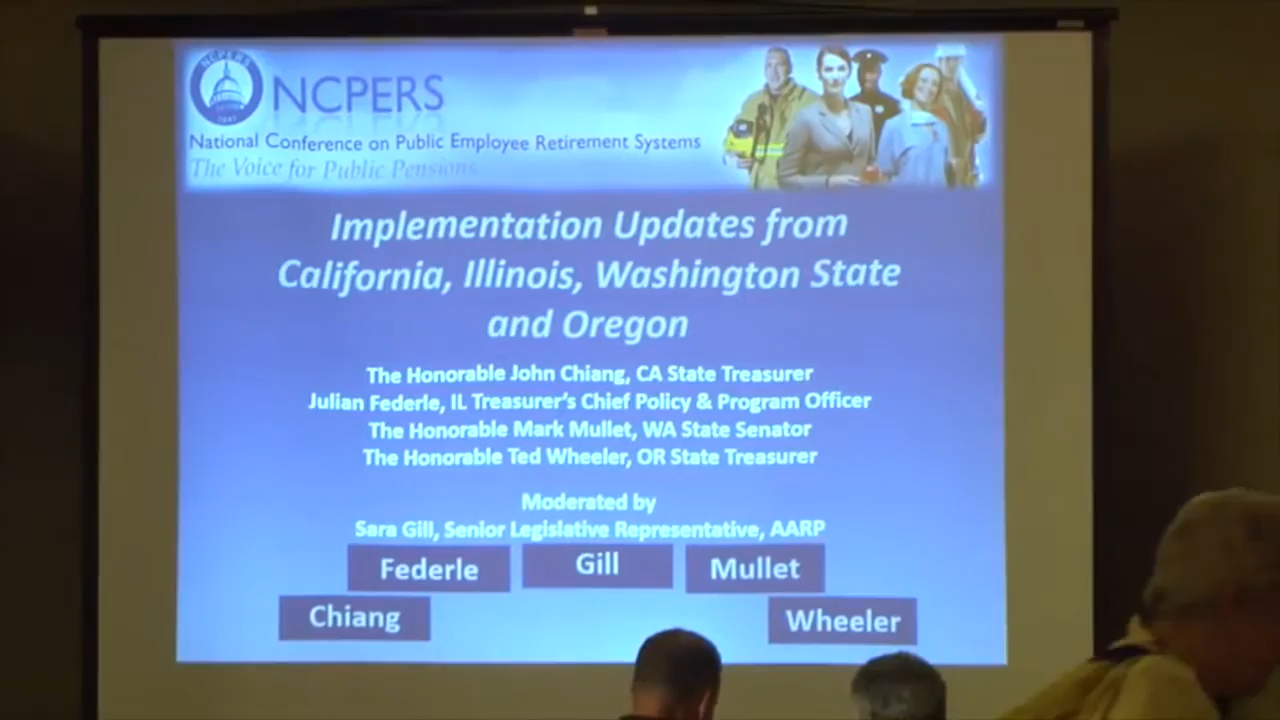 NCPERS
1941
NCPERS
National Conference on Public Employee Retirement Systems
The Voice for Public Pensions
Implementation Updates from
California, Illinois, Washington State
and Oregon
The Honorable John Chiang, CA State Treasurer
Julian Federle, IL Treasurer's Chief Policy & Program Officer
The Honorable Mark Mullet, WA State Senator
The Honorable Ted Wheeler, OR State Treasurer
Moderated by
Sara Gill, Senior Legislative Representative, AARP
Federle Gill Mullet
Chiang Wheeler